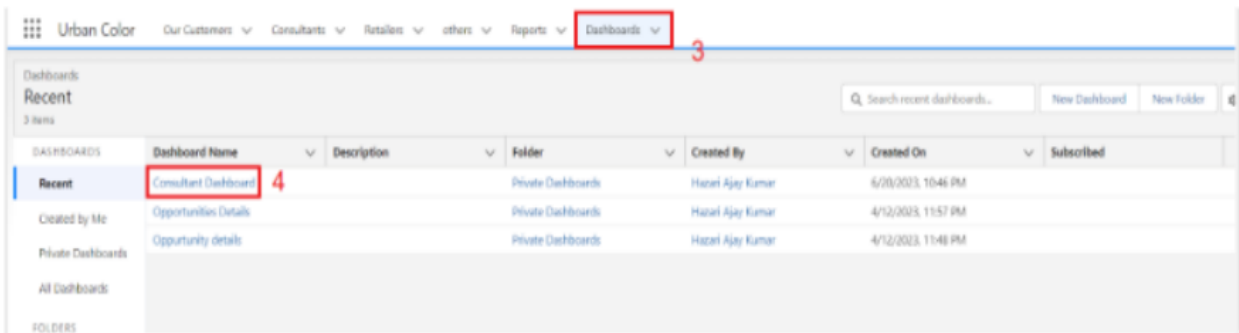 Urban Color Our Customers Consultants Retailers others Reports Dashboards
3
Dashboards
Recent
3 items
Search recent dashboards...
New Dashboard
New Folder
DASHBOARDS
Dashboard Name Description Folder Created By Created On Subscribed
Recent
Consultant Dashboard 4 Private Dashboards Hazari Ajay Kumar 6/20/2023, 10:46 PM
Created by Me
Opportunities Details Private Dashboards Hazari Ajay Kumar 4/12/2023, 11:57 PM
Oppurtunity details Private Dashboards Hazari Ajay Kumar 4/12/2023, 11:48 PM
Private Dashboards
All Dashboards
FOLDERS